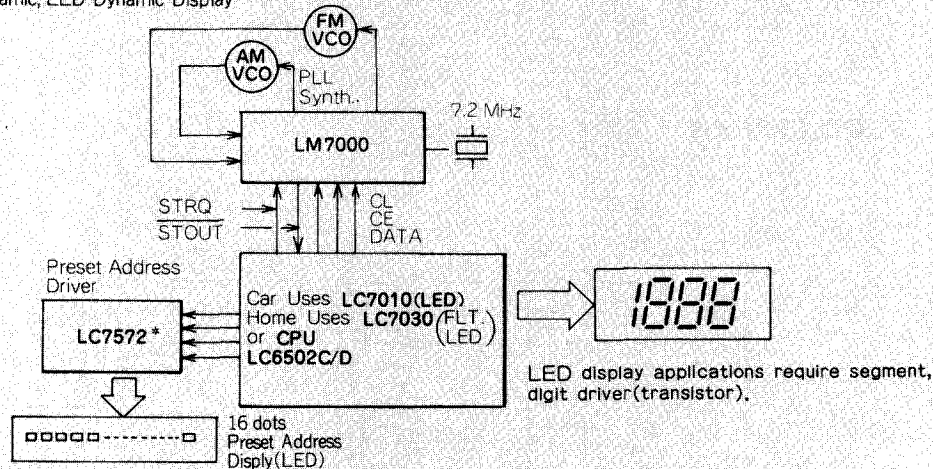 LED Dynamic Display
FM
VCO
AM
VCO
PLL
Synth..
7.2 MHz
LM7000
STRQ
STOUT
CL
CE
DATA
Preset Address
Driver
LC7572*
Car Uses LC7010(LED)
Home Uses LC7030(FLT. LED)
or CPU
LC6502C/D
1888
LED display applications require segment,
digit driver(transistor).
16 dots
Preset Address
Disply(LED)